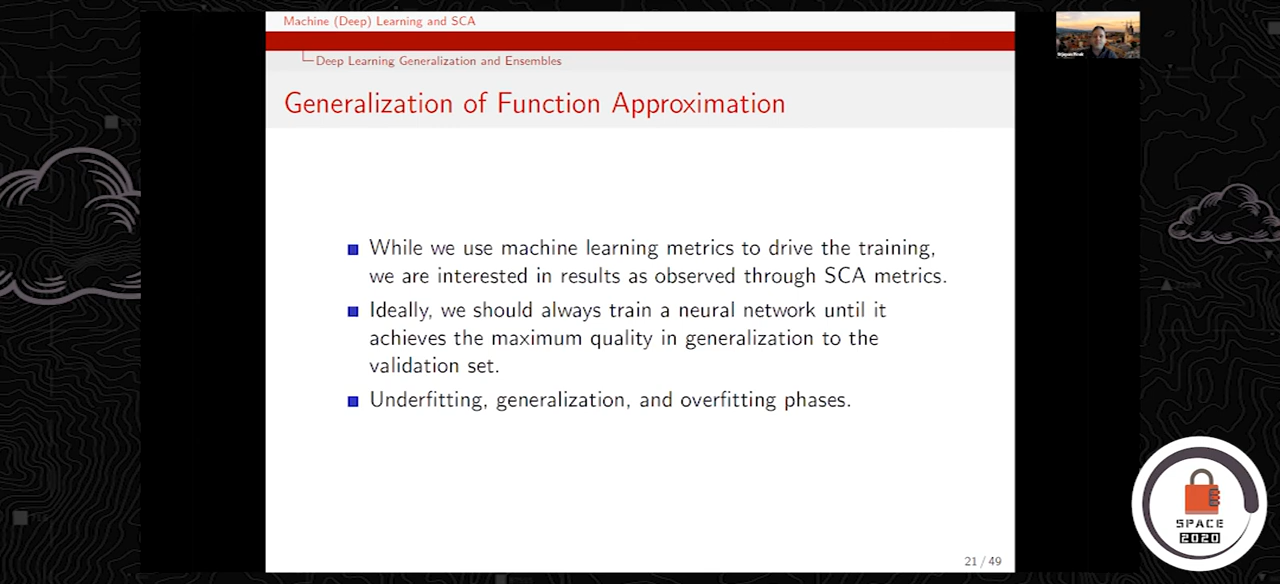 Machine (Deep) Learning and SCA
Deep Learning Generalization and Ensembles
Generalization of Function Approximation
While we use machine learning metrics to drive the training,
we are interested in results as observed through SCA metrics.
Ideally, we should always train a neural network until it
achieves the maximum quality in generalization to the
validation set.
Underfitting, generalization, and overfitting phases.
21 / 49
SPACE
2020